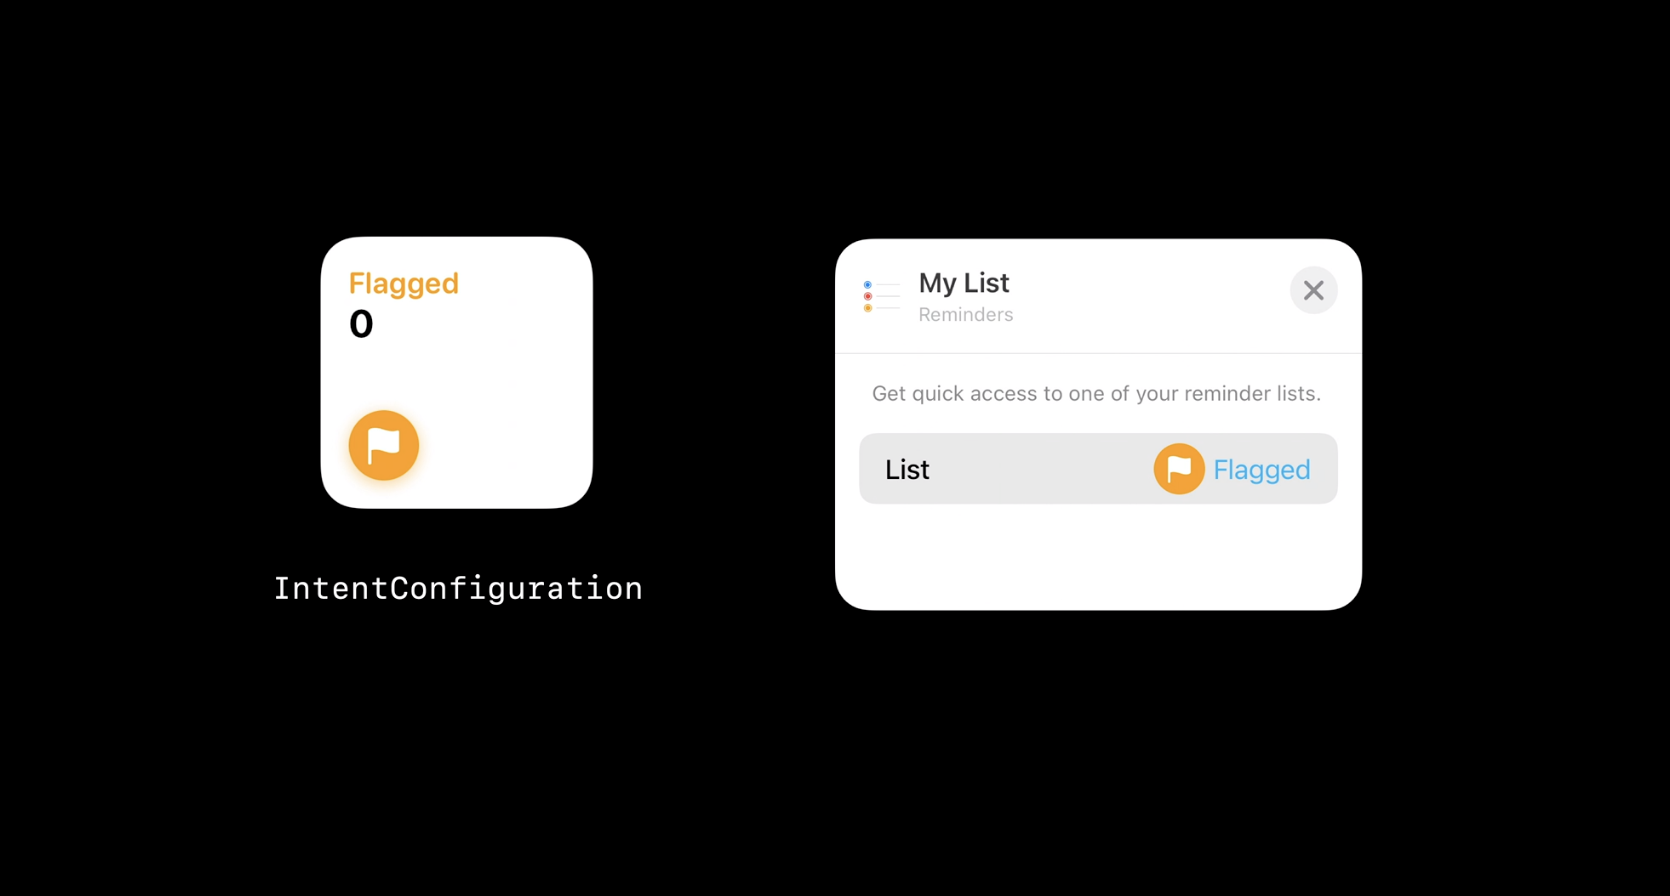 Flagged
0
IntentConfiguration
My List
Reminders
Get quick access to one of your reminder lists.
List
Flagged